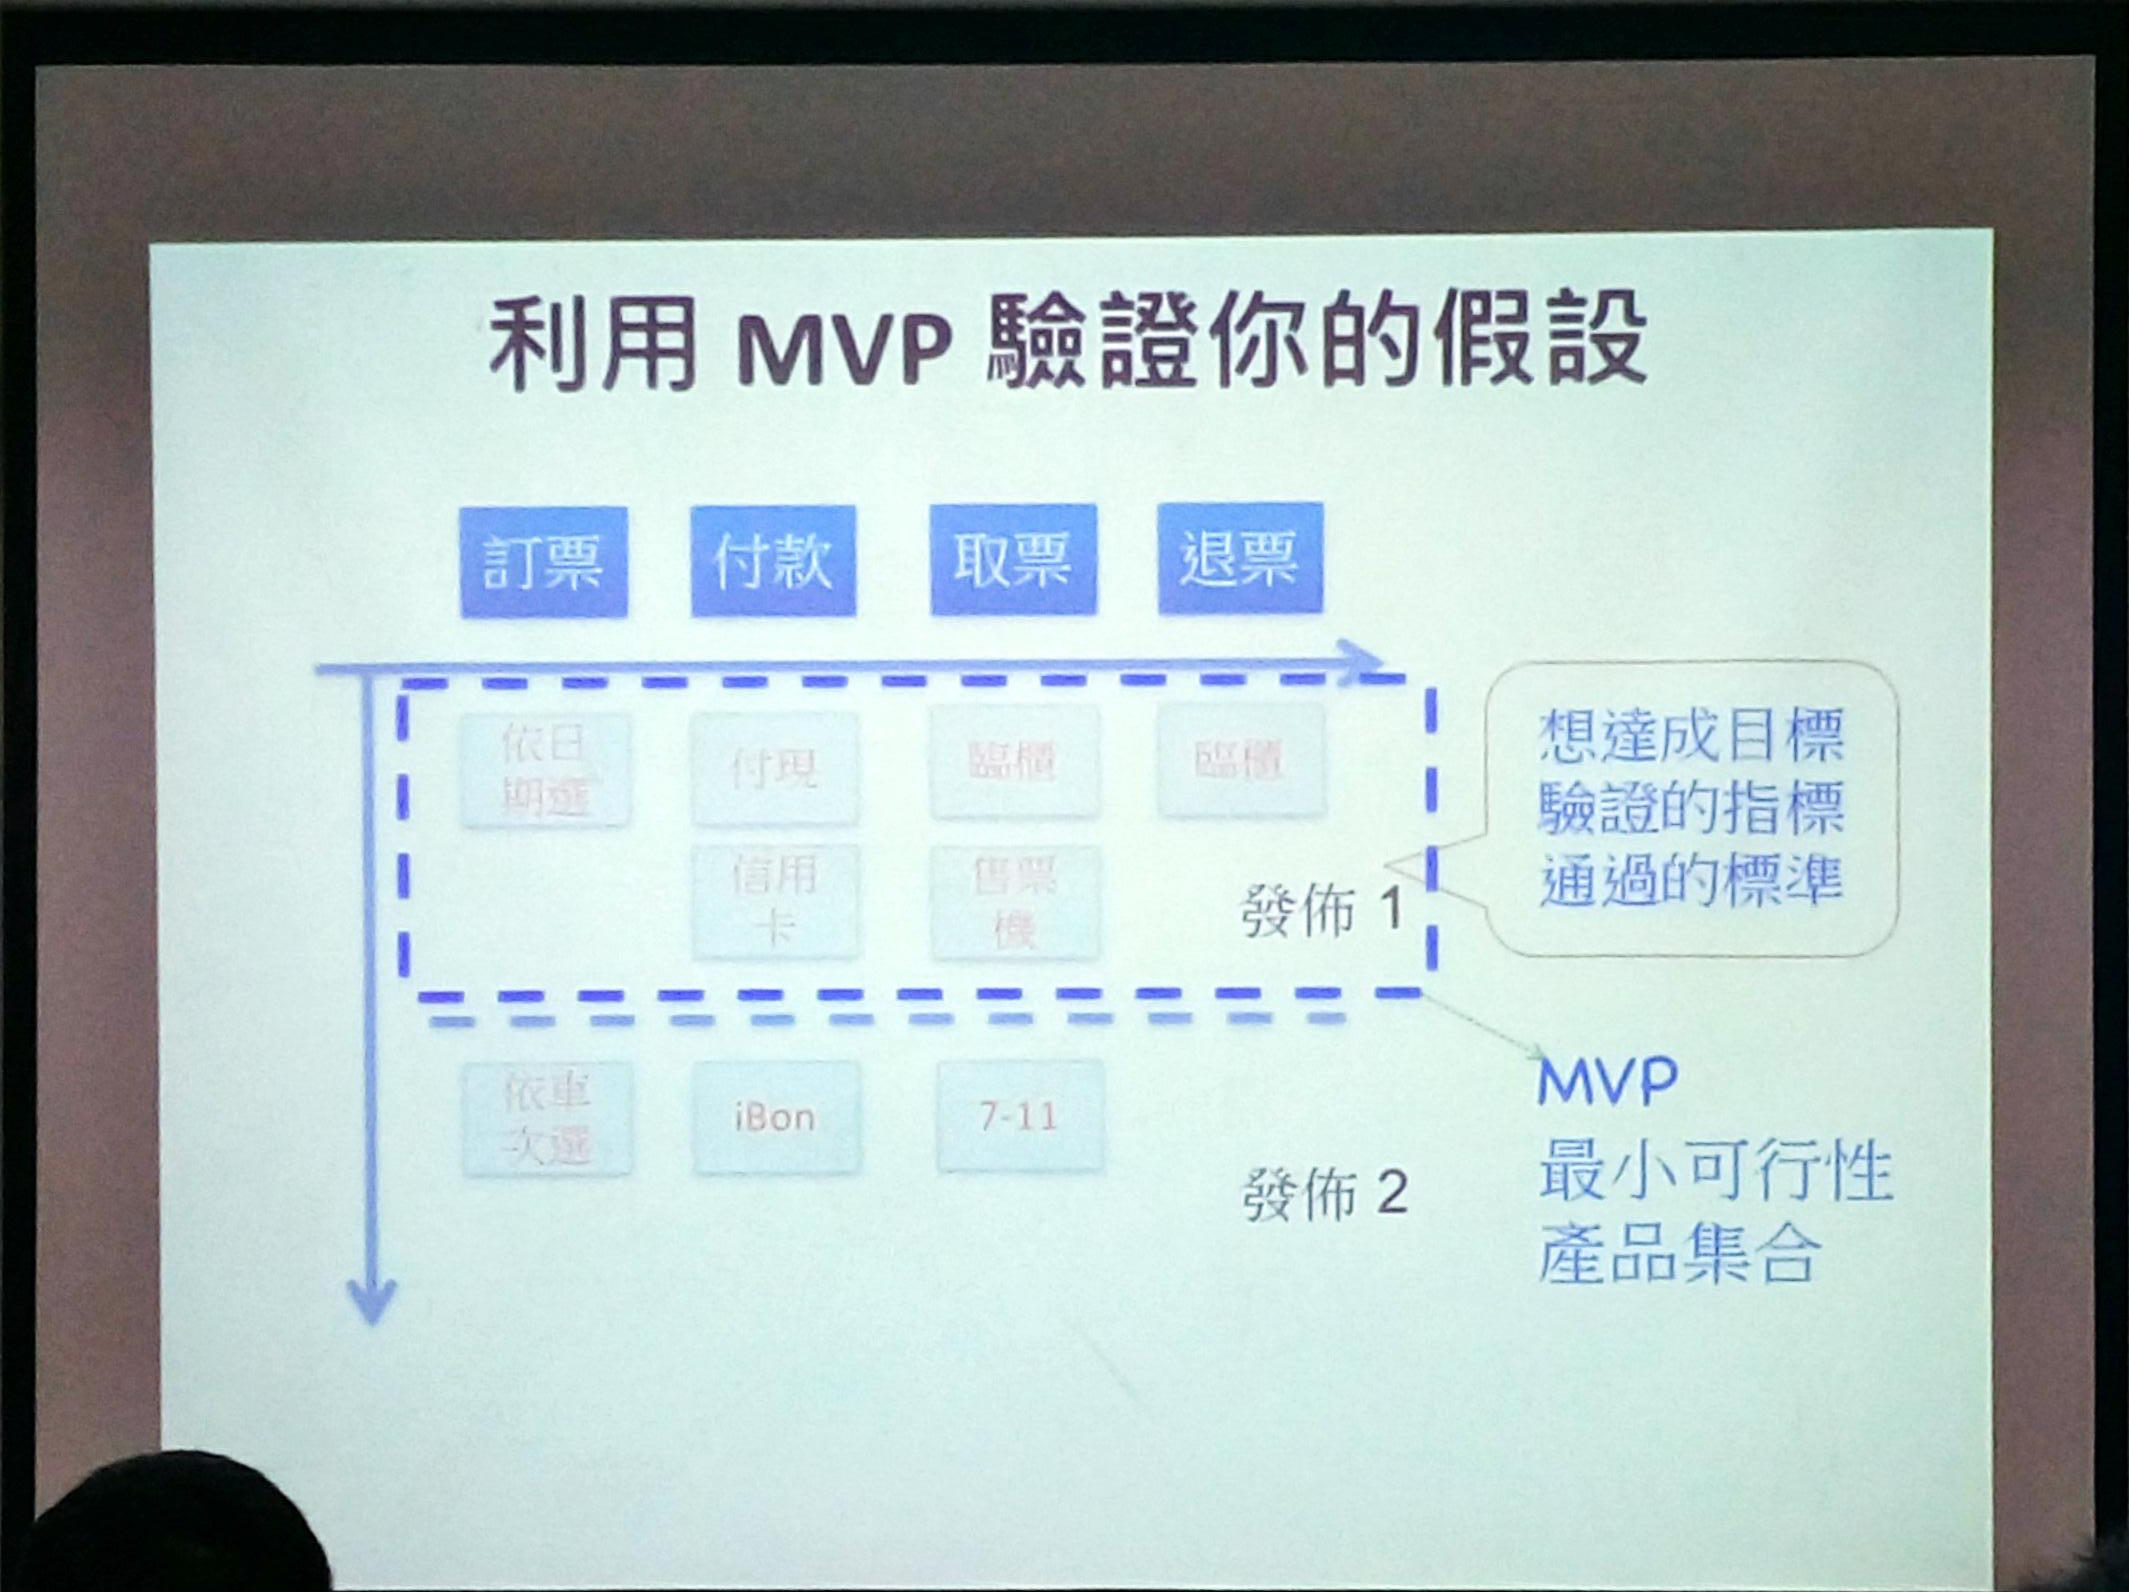 利用 MVP 驗證你的假設
訂票
付款
取票
退票
依日
期選
付現
臨櫃
臨櫃
信用
卡
售票
機
發佈 1
想達成目標
驗證的指標
通過的標準
依車
次選
iBon
7-11
發佈 2
MVP
最小可行性
產品集合